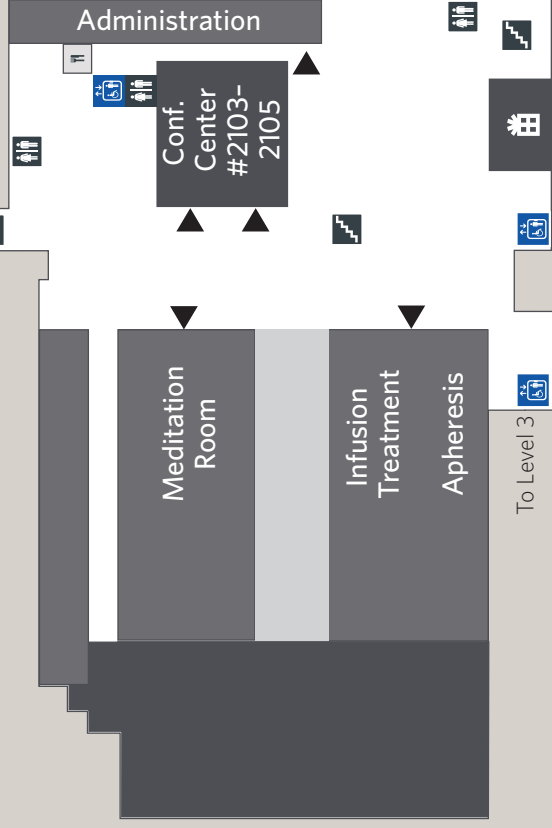 Administration
Conf.
Center
#2103–
2105
Meditation
Room
Infusion
Treatment
Apheresis
To Level 3